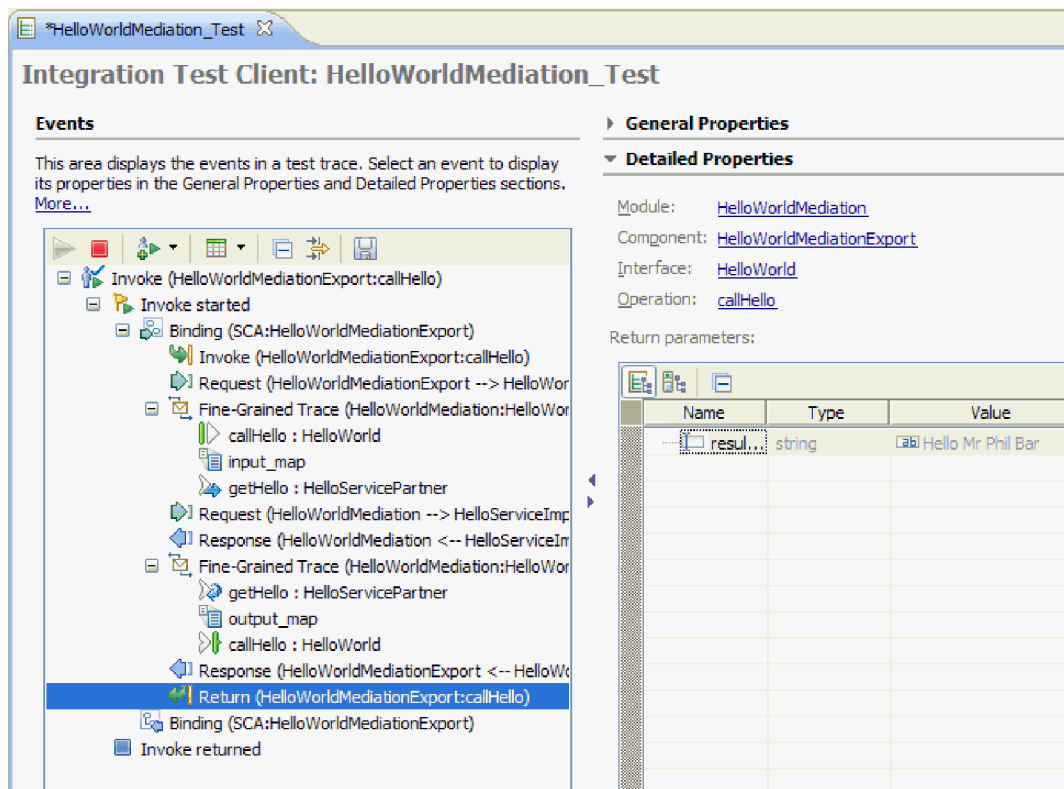 *HelloWorldMediation_Test
Integration Test Client: HelloWorldMediation_Test
Events
This area displays the events in a test trace. Select an event to display
its properties in the General Properties and Detailed Properties sections.
More...
Invoke (HelloWorldMediationExport:callHello)
Invoke started
Binding (SCA:HelloWorldMediationExport)
Invoke (HelloWorldMediationExport:callHello)
Request (HelloWorldMediationExport --> HelloWor
Fine-Grained Trace (HelloWorldMediation:HelloWor
callHello : HelloWorld
input_map
getHello : HelloServicePartner
Request (HelloWorldMediation --> HelloServiceImp
Response (HelloWorldMediation <-- HelloServiceIm
Fine-Grained Trace (HelloWorldMediation:HelloWor
getHello : HelloServicePartner
output_map
callHello : HelloWorld
Response (HelloWorldMediationExport <-- HelloWo
Return (HelloWorldMediationExport:callHello)
Binding (SCA:HelloWorldMediationExport)
Invoke returned
General Properties
Detailed Properties
Module: HelloWorldMediation
Component: HelloWorldMediationExport
Interface: HelloWorld
Operation: callHello
Return parameters:
Name Type Value
resul... string ab Hello Mr Phil Bar